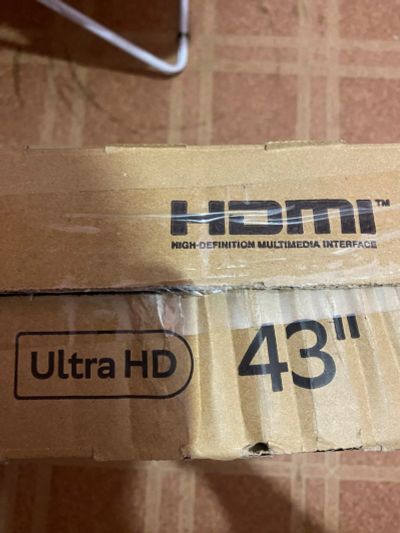 HDMI™
HIGH-DEFINITION MULTIMEDIA INTERFACE
Ultra HD 43"